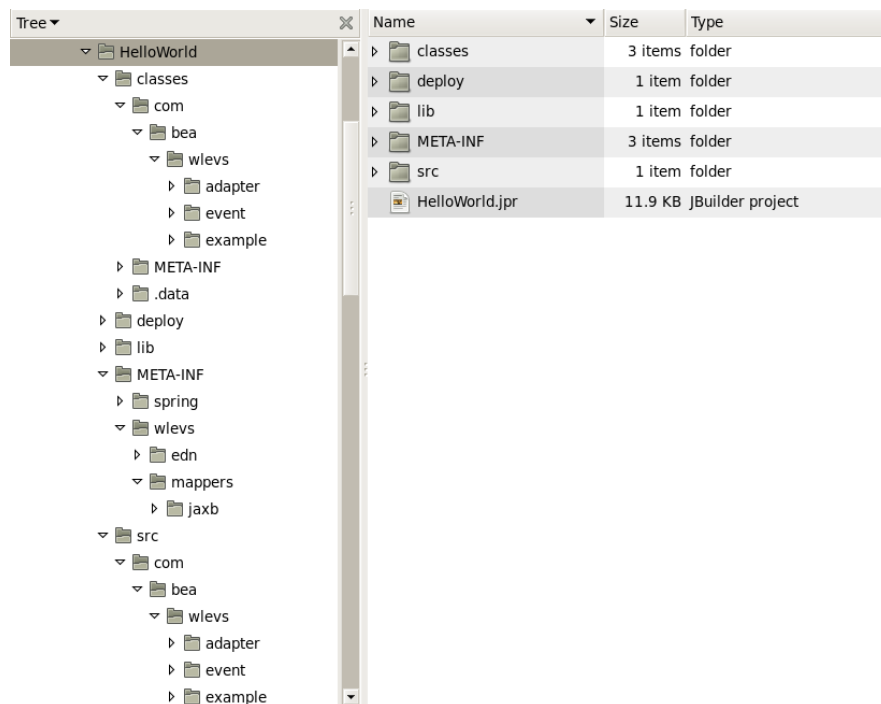 Tree
HelloWorld
classes
com
bea
wlevs
adapter
event
example
META-INF
.data
deploy
lib
META-INF
spring
wlevs
edn
mappers
jaxb
src
com
bea
wlevs
adapter
event
example
Name Size Type
classes 3 items folder
deploy 1 item folder
lib 1 item folder
META-INF 3 items folder
src 1 item folder
HelloWorld.jpr 11.9 KB JBuilder project